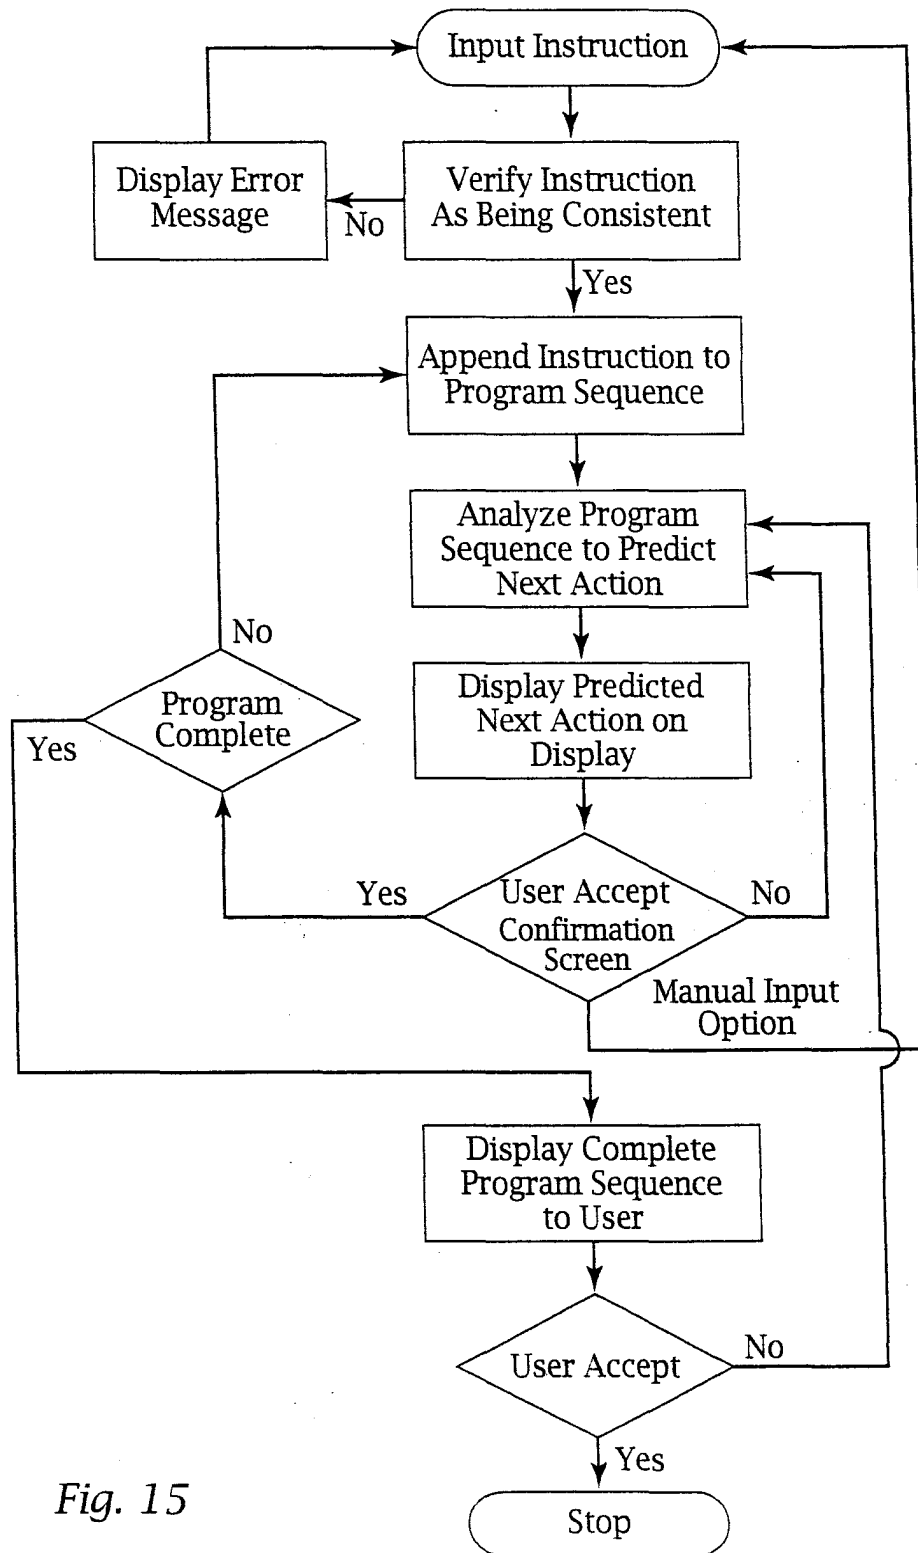 Input Instruction
Display Error
Message
No
Verify Instruction
As Being Consistent
Yes
Append Instruction to
Program Sequence
Analyze Program
Sequence to Predict
Next Action
No
Program
Complete
Yes
Display Predicted
Next Action on
Display
Yes
User Accept
Confirmation
Screen
No
Manual Input
Option
Display Complete
Program Sequence
to User
User Accept
No
Yes
Stop
Fig. 15